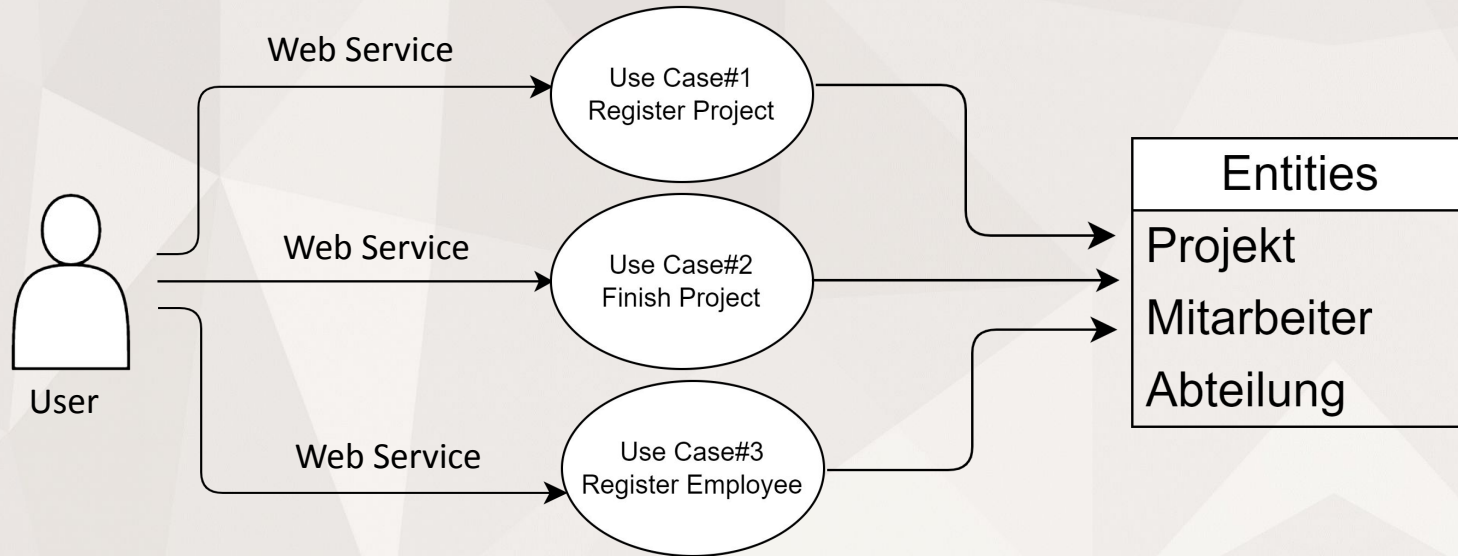 Web Service
Use Case#1
Register Project
Web Service
Use Case#2
Finish Project
User
Web Service
Use Case#3
Register Employee
Entities
Projekt
Mitarbeiter
Abteilung